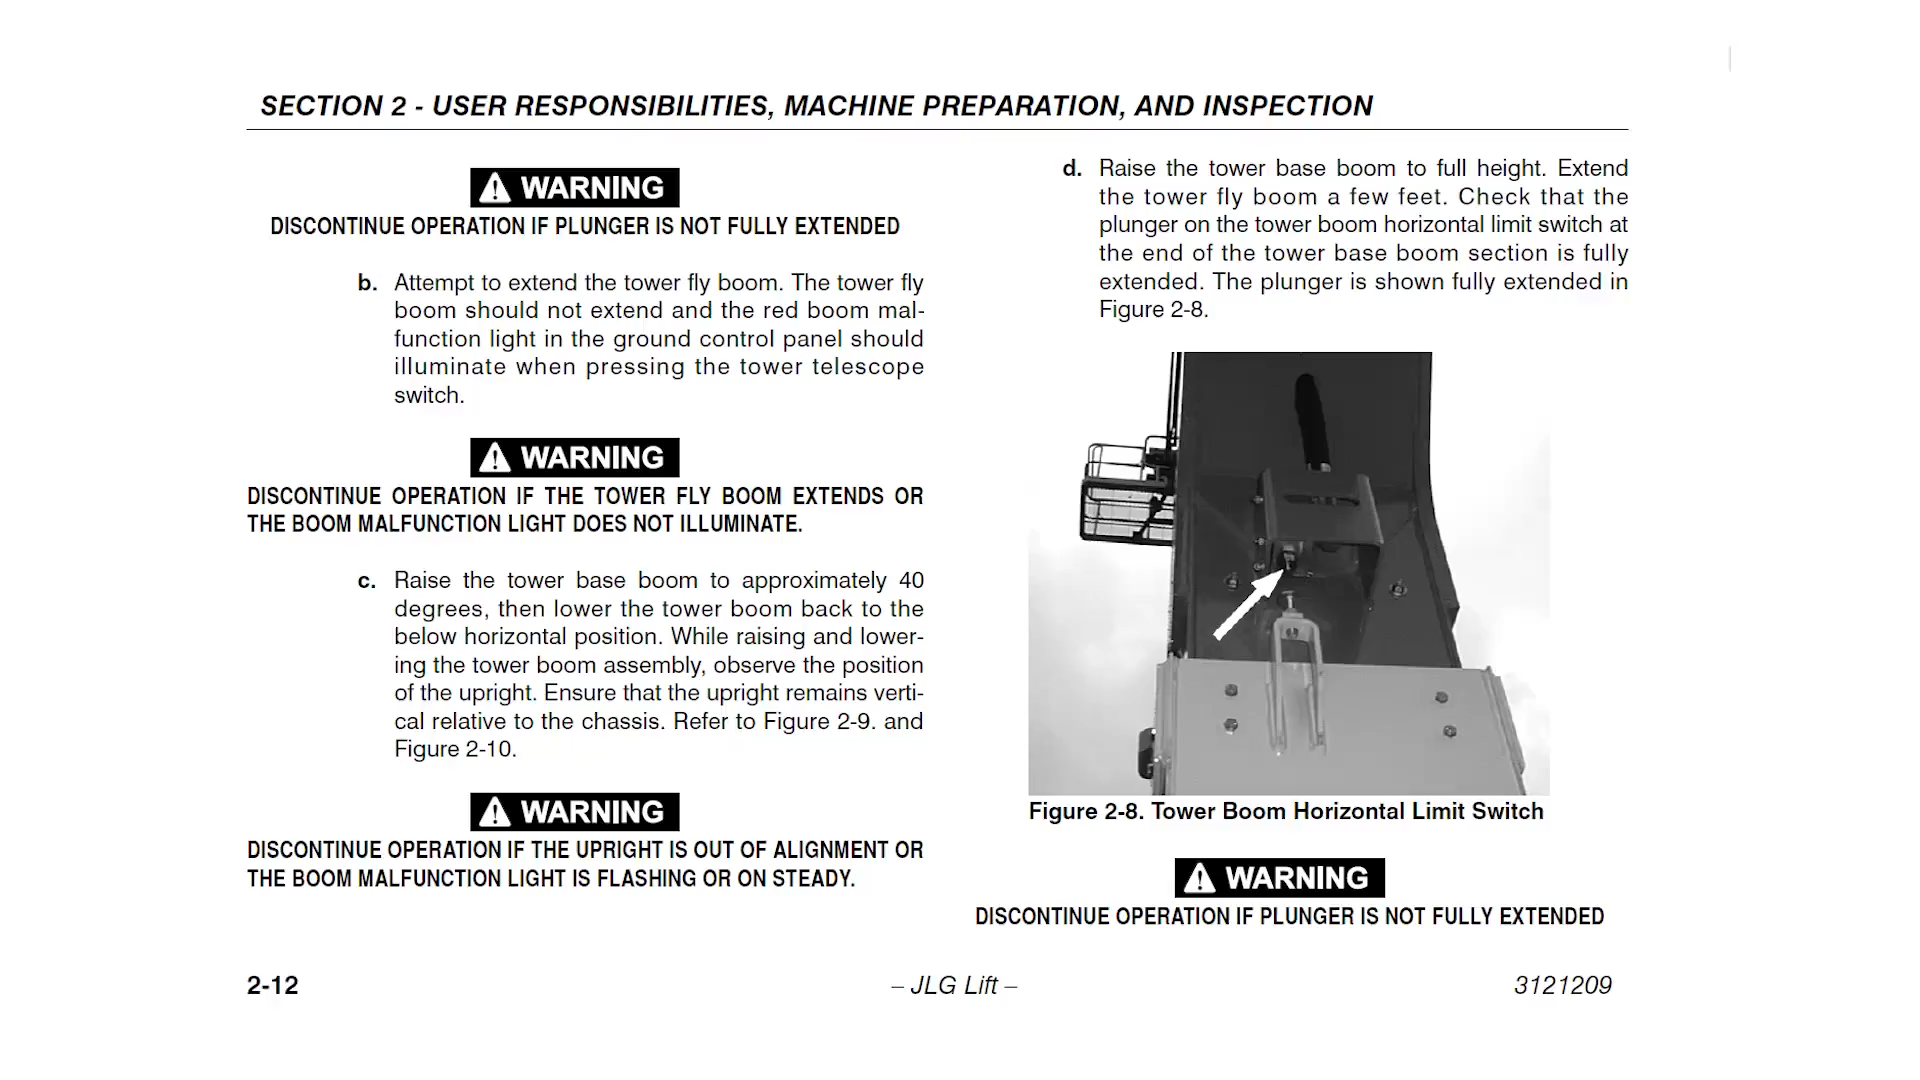 SECTION 2 - USER RESPONSIBILITIES, MACHINE PREPARATION, AND INSPECTION
WARNING
DISCONTINUE OPERATION IF PLUNGER IS NOT FULLY EXTENDED
b. Attempt to extend the tower fly boom. The tower fly
boom should not extend and the red boom mal-
function light in the ground control panel should
illuminate when pressing the tower telescope
switch.
WARNING
DISCONTINUE OPERATION IF THE TOWER FLY BOOM EXTENDS OR
THE BOOM MALFUNCTION LIGHT DOES NOT ILLUMINATE.
c. Raise the tower base boom to approximately 40
degrees, then lower the tower boom back to the
below horizontal position. While raising and lower-
ing the tower boom assembly, observe the position
of the upright. Ensure that the upright remains verti-
cal relative to the chassis. Refer to Figure 2-9. and
Figure 2-10.
WARNING
DISCONTINUE OPERATION IF THE UPRIGHT IS OUT OF ALIGNMENT OR
THE BOOM MALFUNCTION LIGHT IS FLASHING OR ON STEADY.
d. Raise the tower base boom to full height. Extend
the tower fly boom a few feet. Check that the
plunger on the tower boom horizontal limit switch at
the end of the tower base boom section is fully
extended. The plunger is shown fully extended in
Figure 2-8.
Figure 2-8. Tower Boom Horizontal Limit Switch
WARNING
DISCONTINUE OPERATION IF PLUNGER IS NOT FULLY EXTENDED
2-12
– JLG Lift –
3121209